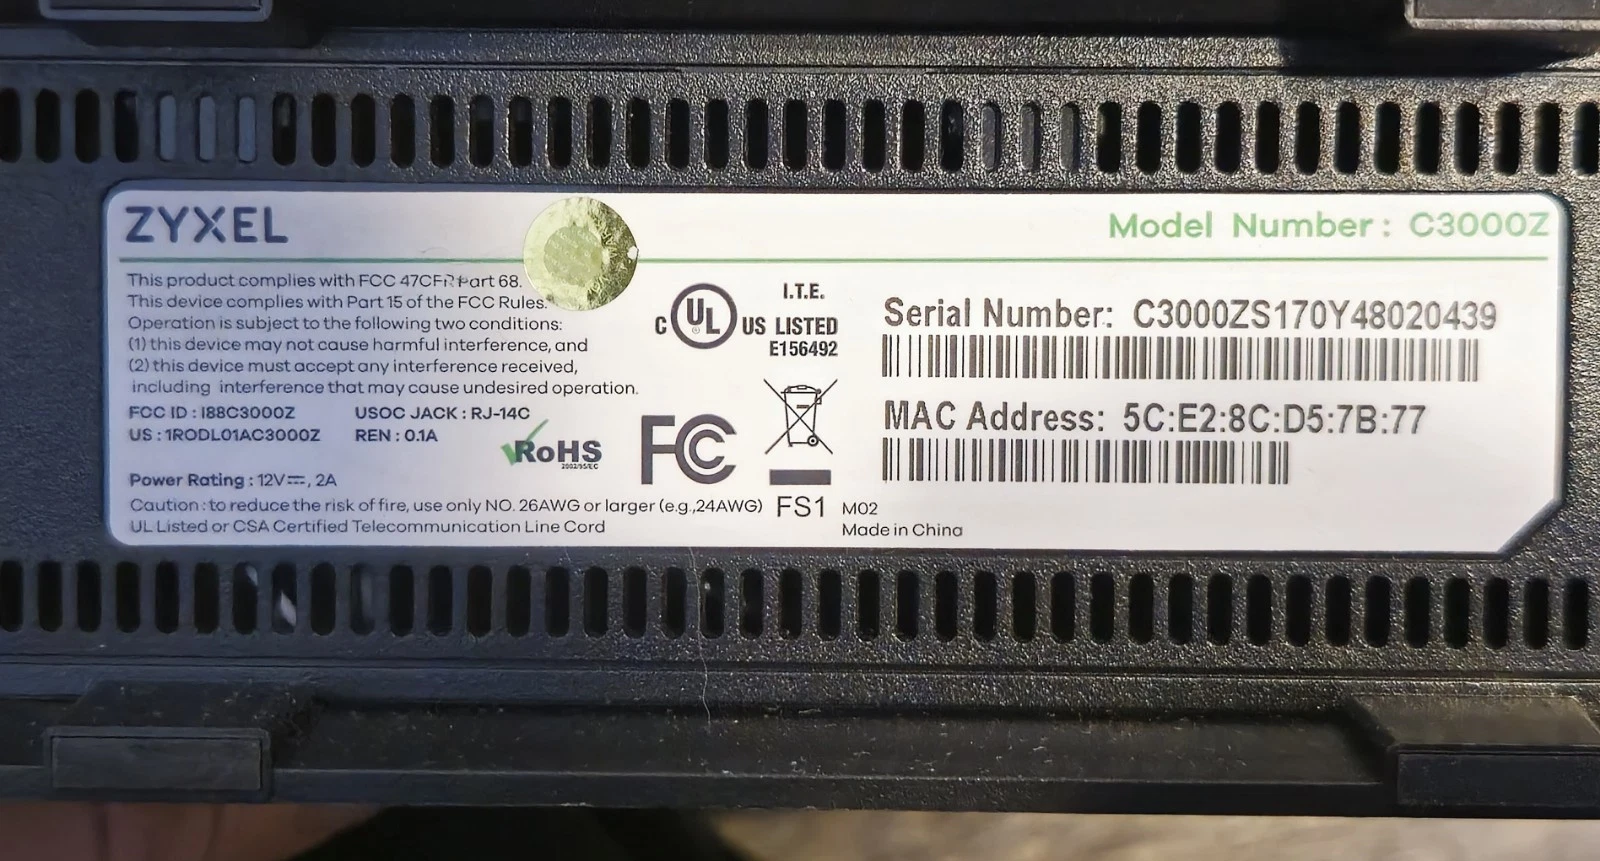 ZYXEL
Model Number: C3000Z
This product complies with FCC 47CFR Part 68.
This device complies with Part 15 of the FCC Rules.
Operation is subject to the following two conditions:
(1) this device may not cause harmful interference, and
(2) this device must accept any interference received,
including interference that may cause undesired operation.
FCC ID : I88C3000Z USOC JACK : RJ-14C
US : 1RODL01AC3000Z REN : 0.1A
RoHS
2002/95/EC
Power Rating : 12V⎓, 2A
Caution : to reduce the risk of fire, use only NO. 26AWG or larger (e.g.,24AWG)
UL Listed or CSA Certified Telecommunication Line Cord
I.T.E.
C UL US LISTED
E156492
FC
FS1
M02
Made in China
Serial Number: C3000ZS170Y48020439
MAC Address: 5C:E2:8C:D5:7B:77